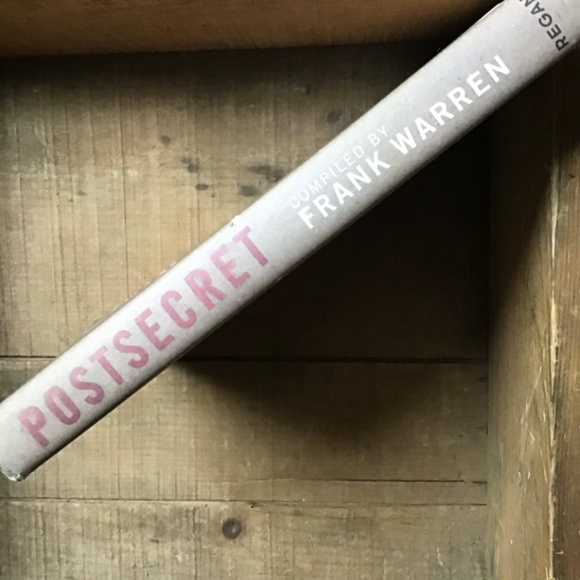 POSTSECRET
COMPILED BY
FRANK WARREN
REGAN